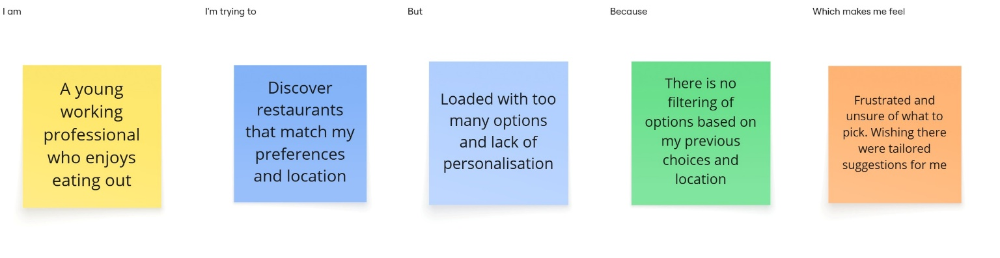 I am
A young
working
professional
who enjoys
eating out
I'm trying to
Discover
restaurants
that match my
preferences
and location
But
Loaded with too
many options
and lack of
personalisation
Because
There is no
filtering of
options based on
my previous
choices and
location
Which makes me feel
Frustrated and
unsure of what to
pick. Wishing there
were tailored
suggestions for me